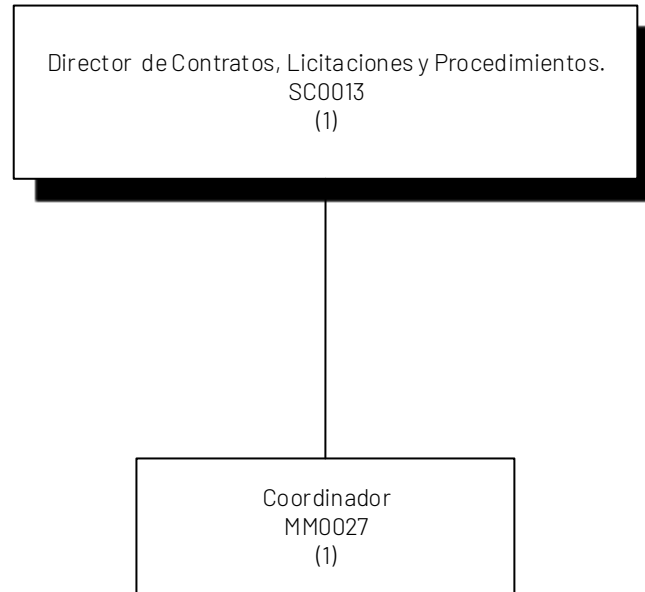 Director de Contratos, Licitaciones y Procedimientos.
SC0013
(1)
Coordinador
MM0027
(1)